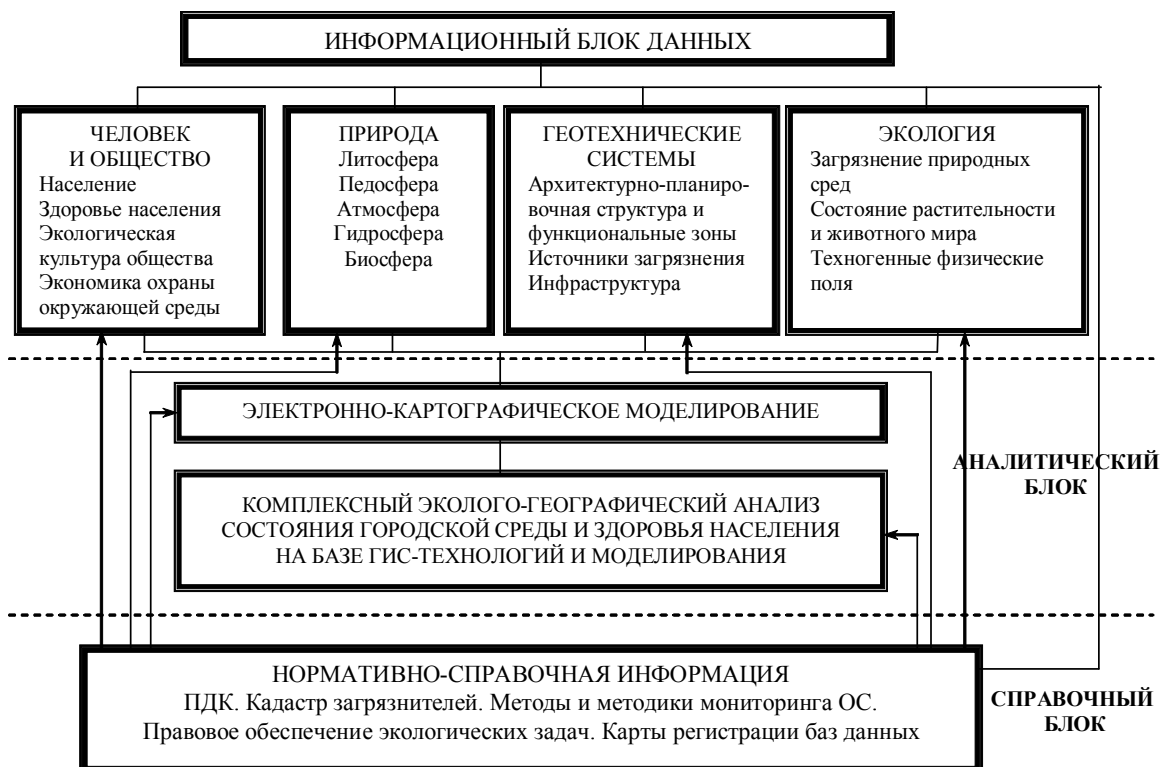 ИНФОРМАЦИОННЫЙ БЛОК ДАННЫХ
ЧЕЛОВЕК
И ОБЩЕСТВО
Население
Здоровье населения
Экологическая
культура общества
Экономика охраны
окружающей среды
ПРИРОДА
Литосфера
Педосфера
Атмосфера
Гидросфера
Биосфера
ГЕОТЕХНИЧЕСКИЕ
СИСТЕМЫ
Архитектурно-планиро-
вочная структура и
функциональные зоны
Источники загрязнения
Инфраструктура
ЭКОЛОГИЯ
Загрязнение природных
сред
Состояние растительности
и животного мира
Техногенные физические
поля
ЭЛЕКТРОННО-КАРТОГРАФИЧЕСКОЕ МОДЕЛИРОВАНИЕ
КОМПЛЕКСНЫЙ ЭКОЛОГО-ГЕОГРАФИЧЕСКИЙ АНАЛИЗ
СОСТОЯНИЯ ГОРОДСКОЙ СРЕДЫ И ЗДОРОВЬЯ НАСЕЛЕНИЯ
НА БАЗЕ ГИС-ТЕХНОЛОГИЙ И МОДЕЛИРОВАНИЯ
АНАЛИТИЧЕСКИЙ
БЛОК
НОРМАТИВНО-СПРАВОЧНАЯ ИНФОРМАЦИЯ
ПДК. Кадастр загрязнителей. Методы и методики мониторинга ОС.
Правовое обеспечение экологических задач. Карты регистрации баз данных
СПРАВОЧНЫЙ
БЛОК